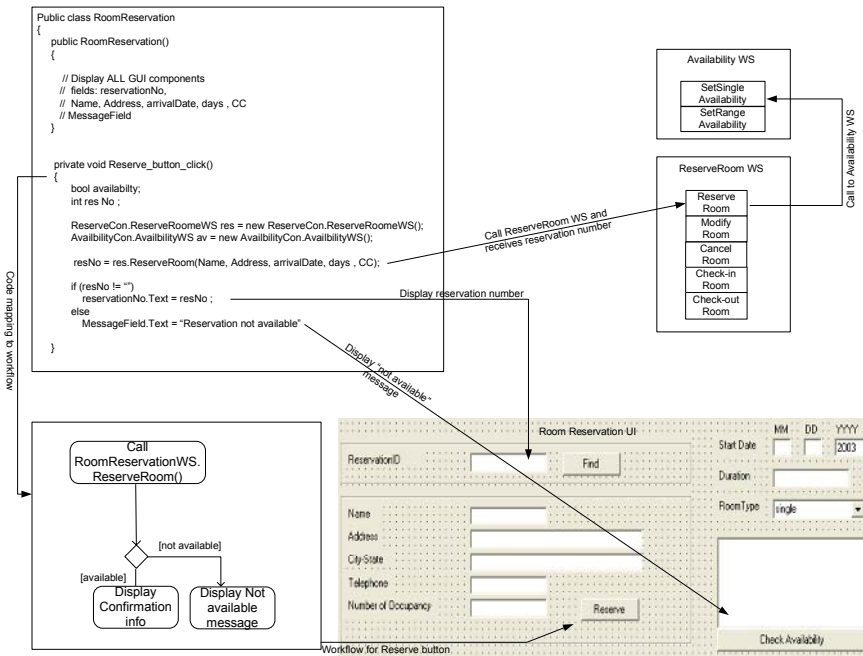 Public class RoomReservation
{
public RoomReservation()
{
// Display ALL GUI components
// fields: reservationNo,
// Name, Address, arrivalDate, days , CC
// MessageField
}
private void Reserve_button_click()
{
bool availabilty;
int res No ;
ReserveCon.ReserveRoomeWS res = new ReserveCon.ReserveRoomeWS();
AvailbilityCon.AvailbilityWS av = new AvailbilityCon.AvailbilityWS();
resNo = res.ReserveRoom(Name, Address, arrivalDate, days , CC);
if (resNo != “”)
reservationNo.Text = resNo ;
else
MessageField.Text = “Reservation not available”
}
Availability WS
SetSingle
Availability
SetRange
Availability
Call to Availability WS
ReserveRoom WS
Reserve
Room
Modify
Room
Cancel
Room
Check-in
Room
Check-out
Room
Call ReserveRoom WS and
receives reservation number
Display reservation number
Display “not available”
message
Code mapping to workflow
Call
RoomReservationWS.
ReserveRoom()
[not available]
[available]
Display
Confirmation
info
Display Not
available
message
Workflow for Reserve button
Room Reservation UI
ReservationID
Find
Name
Address
City-State
Telephone
Number of Occupancy
Reserve
MM DD YYYY
Start Date 2003
Duration
RoomType single
Check Availability